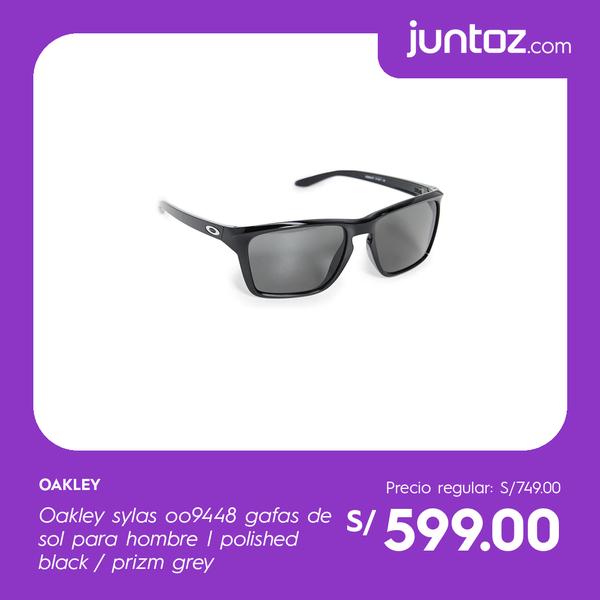 juntoz.com
OAKLEY
Oakley sylas oo9448 gafas de
sol para hombre | polished
black / prizm grey
Precio regular: S/749.00
S/ 599.00